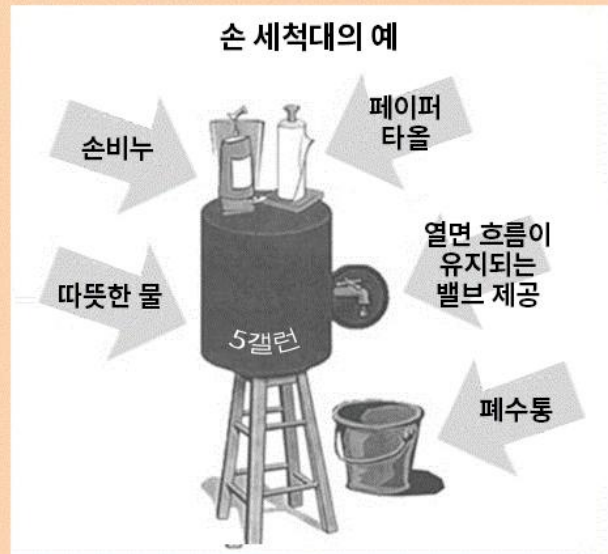 손 세척대의 예
손비누
페이퍼
타올
따뜻한 물
열면 흐름이
유지되는
밸브 제공
5갤런
폐수통